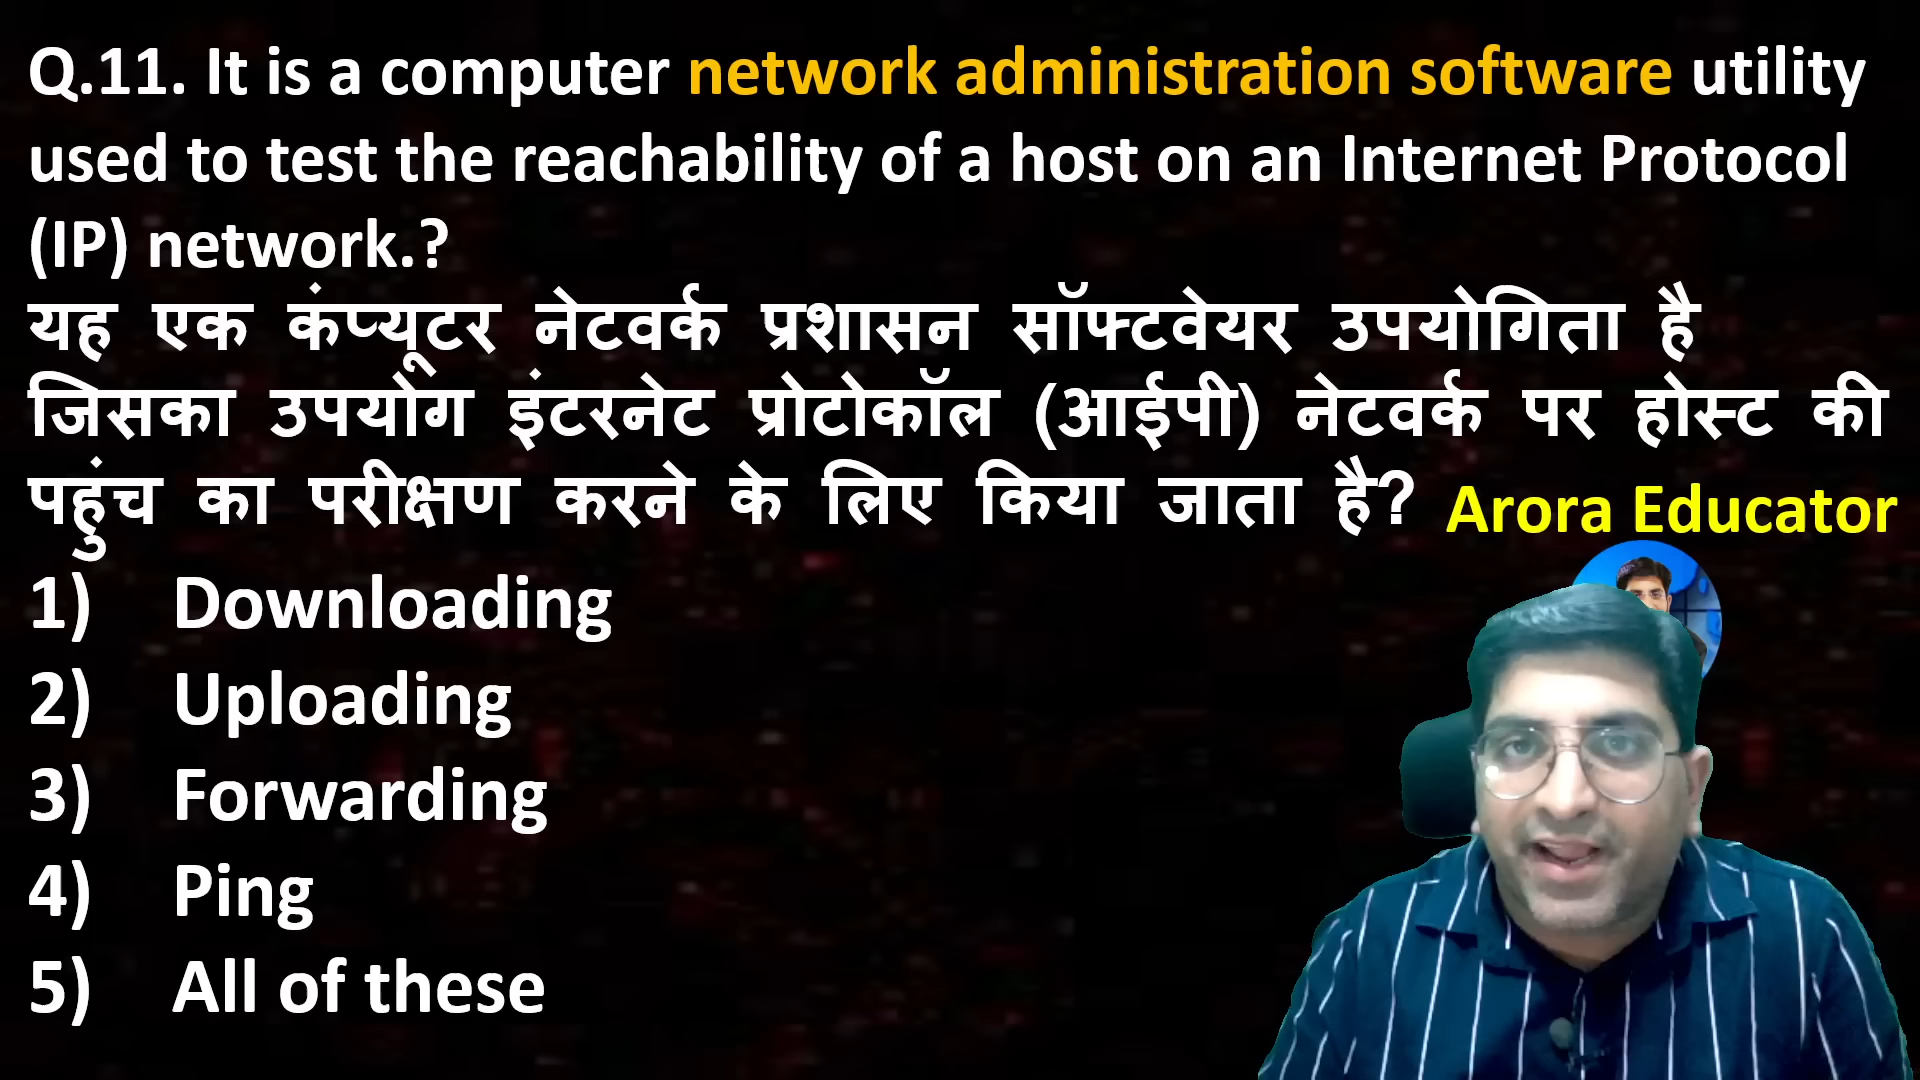 Q.11. It is a computer network administration software utility
used to test the reachability of a host on an Internet Protocol
(IP) network.?
यह एक कंप्यूटर नेटवर्क प्रशासन सॉफ्टवेयर उपयोगिता है
जिसका उपयोग इंटरनेट प्रोटोकॉल (आईपी) नेटवर्क पर होस्ट की
पहुंच का परीक्षण करने के लिए किया जाता है?
Arora Educator
1) Downloading
2) Uploading
3) Forwarding
4) Ping
5) All of these